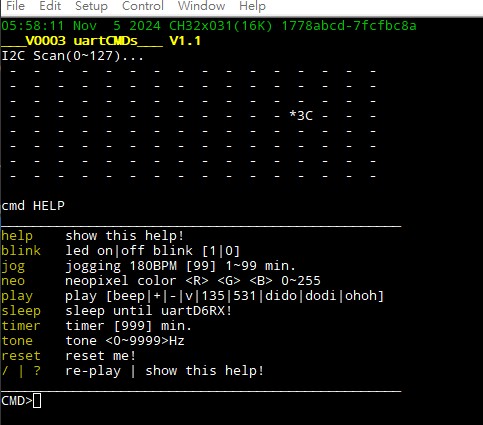 File Edit Setup Control Window Help
05:58:11 Nov  5 2024 CH32x031(16K) 1778abcd-7fcfbc8a
___V0003 uartCMDs___ V1.1
I2C Scan(0~127)...
- - - - - - - - - - - - - - - -
- - - - - - - - - - - - - - - -
- - - - - - - - - - - - - - - -
- - - - - - - - - - - - *3C - - -
- - - - - - - - - - - - - - - -
- - - - - - - - - - - - - - - -
- - - - - - - - - - - - - - - -
- - - - - - - - - - - - - - - -
cmd HELP
help show this help!
blink led on|off blink [1|0]
jog jogging 180BPM [99] 1~99 min.
neo neopixel color <R> <G> <B> 0~255
play play [beep|+|-|v|135|531|dido|dodi|ohoh]
sleep sleep until uartD6RX!
timer timer [999] min.
tone tone <0~9999>Hz
reset reset me!
/ | ? re-play | show this help!
CMD>